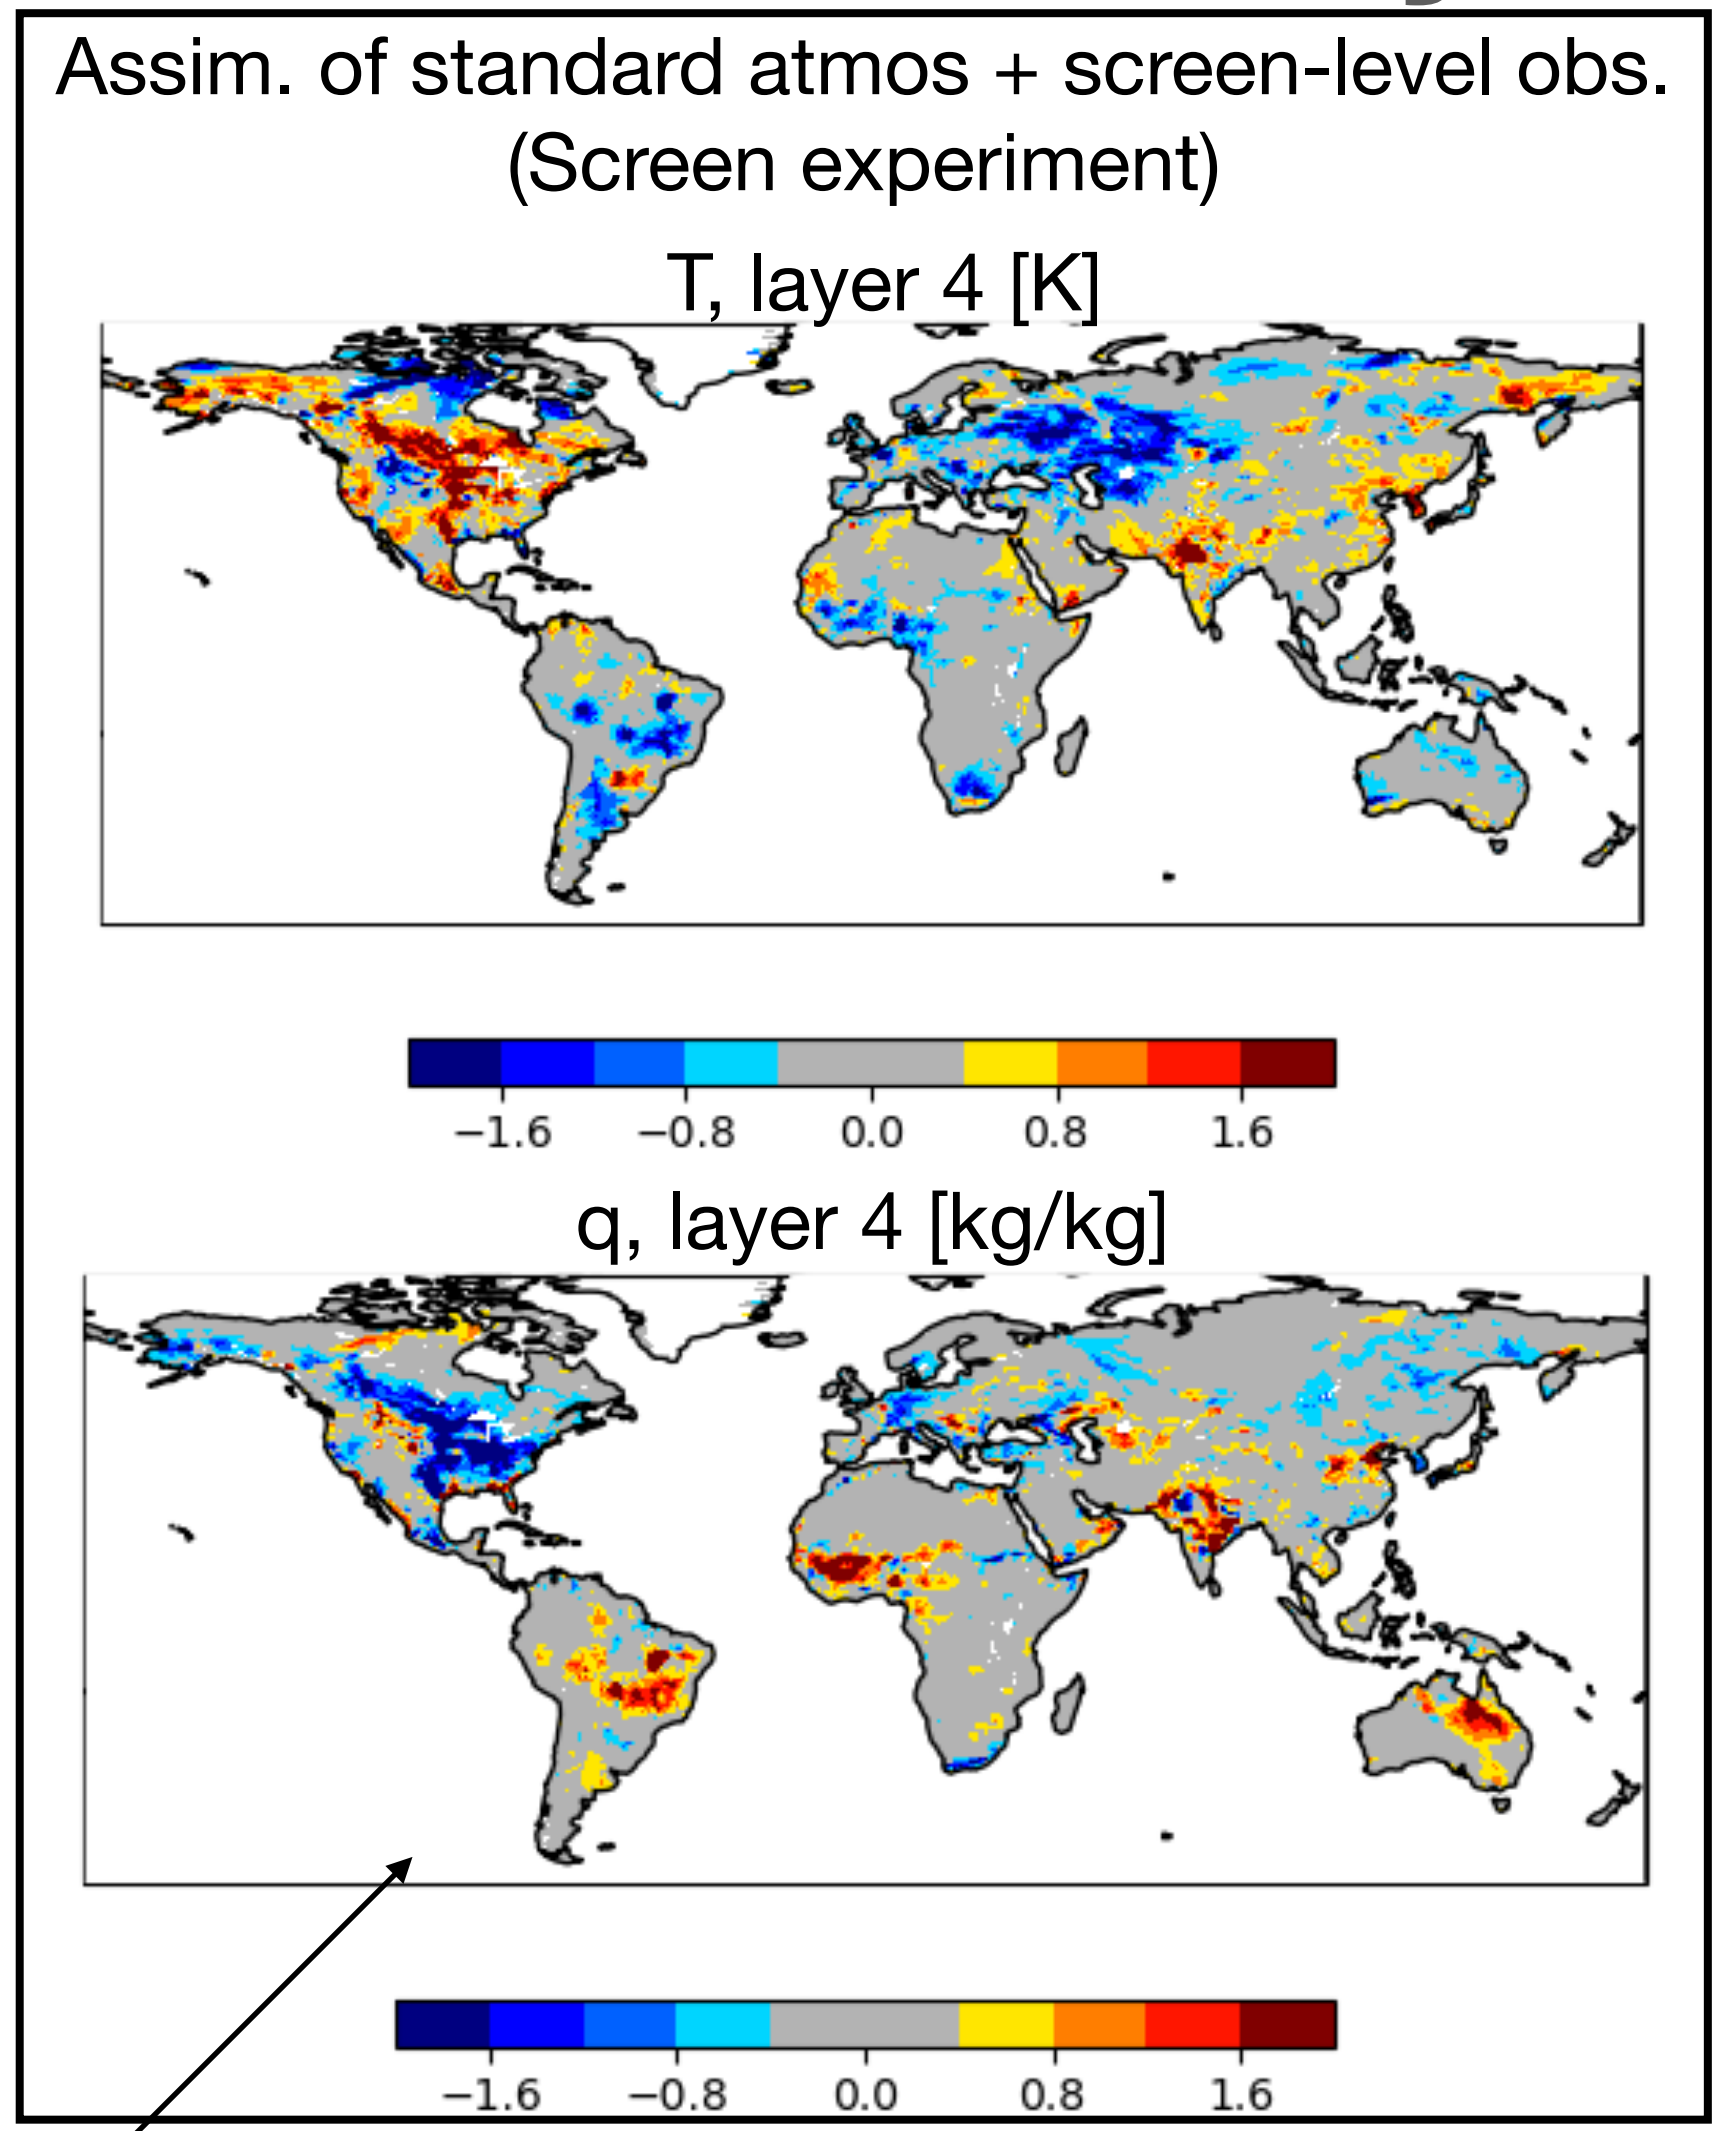 Assim. of standard atmos + screen-level obs.
(Screen experiment)
T, layer 4 [K]
−1.6 −0.8 0.0 0.8 1.6
q, layer 4 [kg/kg]
−1.6 −0.8 0.0 0.8 1.6